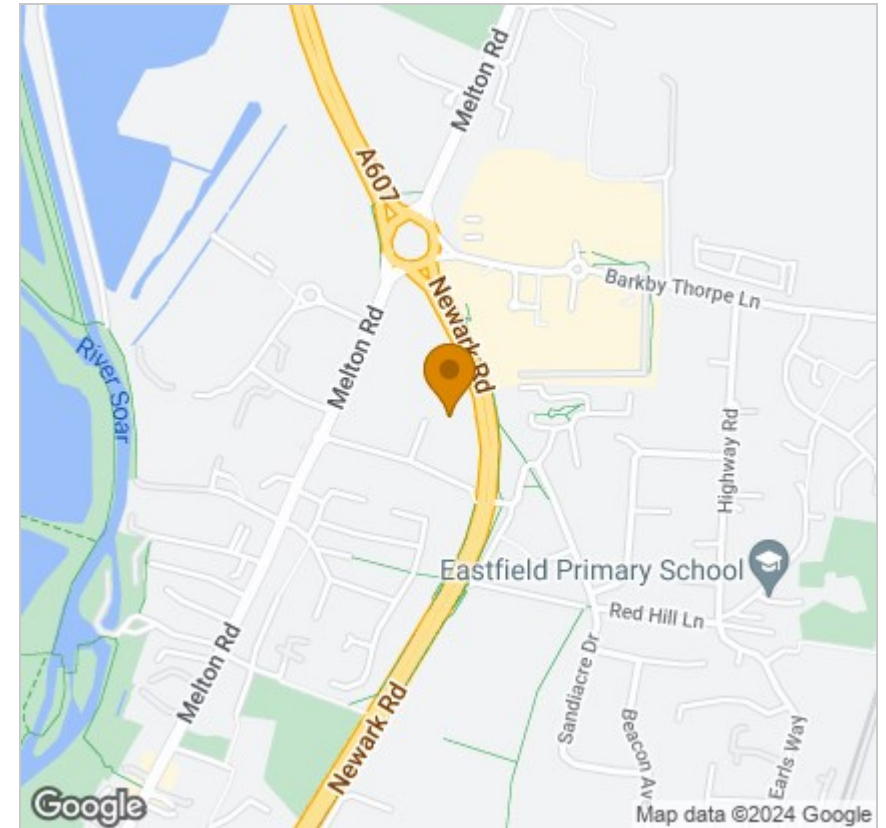 Melton Rd
A607
Barkby Thorpe Ln
Newark Rd
Melton Rd
River Soar
Highway Rd
Eastfield Primary School
Red Hill Ln
Melton Rd
Sandiacre Dr
Beacon Av
Earls Way
Newark Rd
Google
Map data ©2024 Google